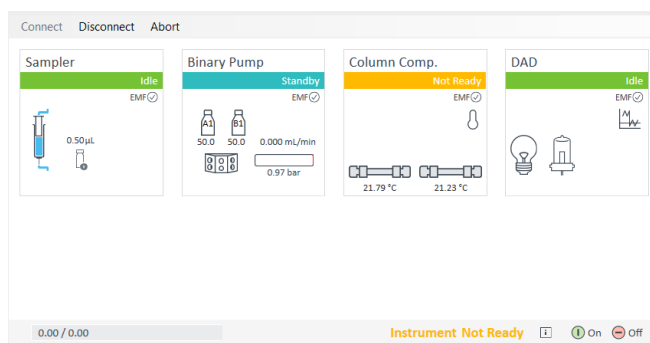 Connect Disconnect Abort
Sampler
Idle
EMF
0.50 µL
Binary Pump
Standby
EMF
A1 B1
50.0 50.0 0.000 mL/min
0.97 bar
Column Comp.
Not Ready
EMF
21.79 °C 21.23 °C
DAD
Idle
EMF
0.00 / 0.00
Instrument Not Ready
i
On Off